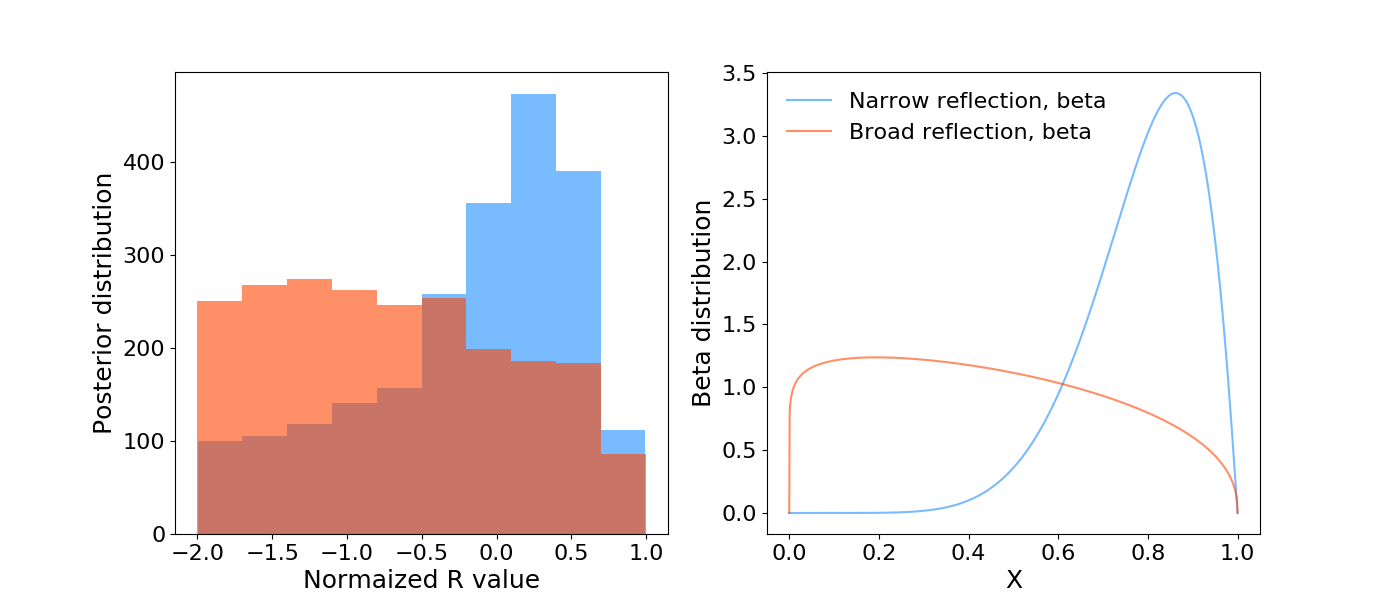 Posterior distribution
400
300
200
100
0
−2.0 −1.5 −1.0 −0.5 0.0 0.5 1.0
Normaized R value
Beta distribution
3.5
3.0
2.5
2.0
1.5
1.0
0.5
0.0
Narrow reflection, beta
Broad reflection, beta
0.0 0.2 0.4 0.6 0.8 1.0
X